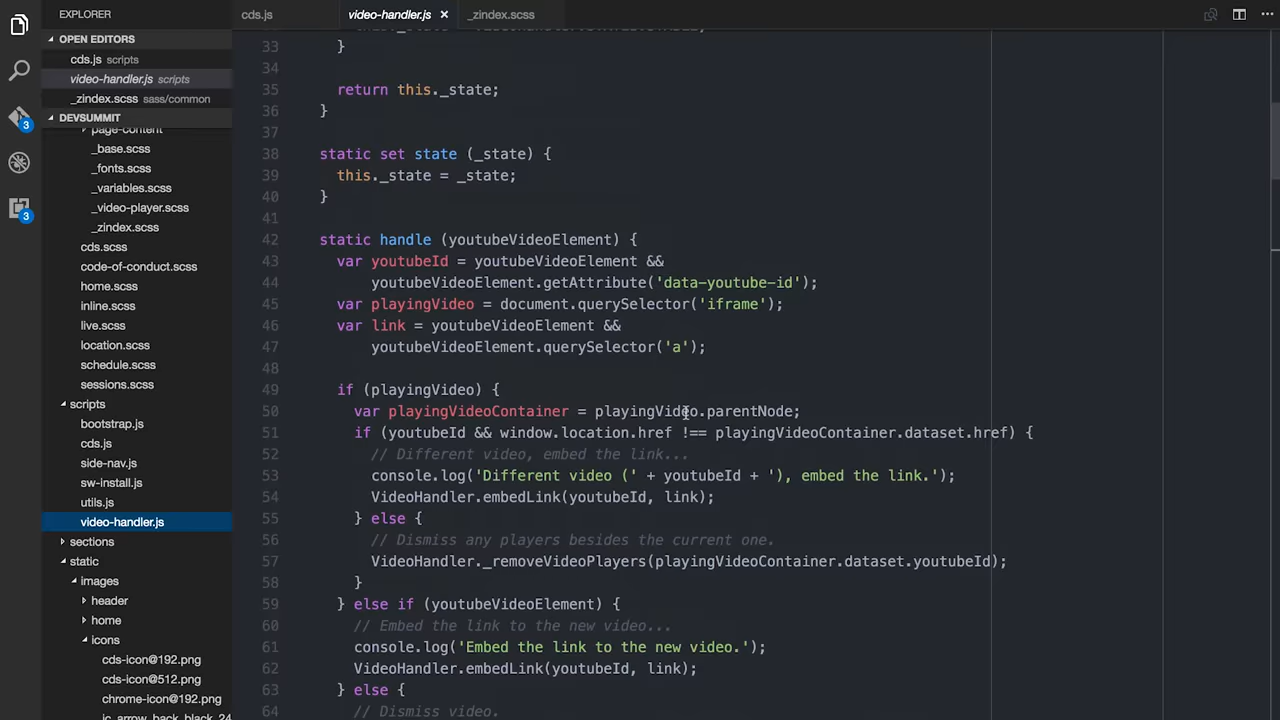 EXPLORER
OPEN EDITORS
cds.js scripts
video-handler.js scripts
_zindex.scss sass/common
DEVSUMMIT
page-content
_base.scss
_fonts.scss
_variables.scss
_video-player.scss
_zindex.scss
cds.scss
code-of-conduct.scss
home.scss
inline.scss
live.scss
location.scss
schedule.scss
sessions.scss
scripts
bootstrap.js
cds.js
side-nav.js
sw-install.js
utils.js
video-handler.js
sections
static
images
header
home
icons
cds-icon@192.png
cds-icon@512.png
chrome-icon@192.png
ic_arrow_back_black_24
3
3
cds.js video-handler.js _zindex.scss
33 }
34
35 return this._state;
36 }
37
38 static set state (_state) {
39 this._state = _state;
40 }
41
42 static handle (youtubeVideoElement) {
43 var youtubeId = youtubeVideoElement &&
44 youtubeVideoElement.getAttribute('data-youtube-id');
45 var playingVideo = document.querySelector('iframe');
46 var link = youtubeVideoElement &&
47 youtubeVideoElement.querySelector('a');
48
49 if (playingVideo) {
50 var playingVideoContainer = playingVideo.parentNode;
51 if (youtubeId && window.location.href !== playingVideoContainer.dataset.href) {
52 // Different video, embed the link...
53 console.log('Different video (' + youtubeId + '), embed the link.');
54 VideoHandler.embedLink(youtubeId, link);
55 } else {
56 // Dismiss any players besides the current one.
57 VideoHandler._removeVideoPlayers(playingVideoContainer.dataset.youtubeId);
58 }
59 } else if (youtubeVideoElement) {
60 // Embed the link to the new video...
61 console.log('Embed the link to the new video.');
62 VideoHandler.embedLink(youtubeId, link);
63 } else {
64 // Dismiss video.